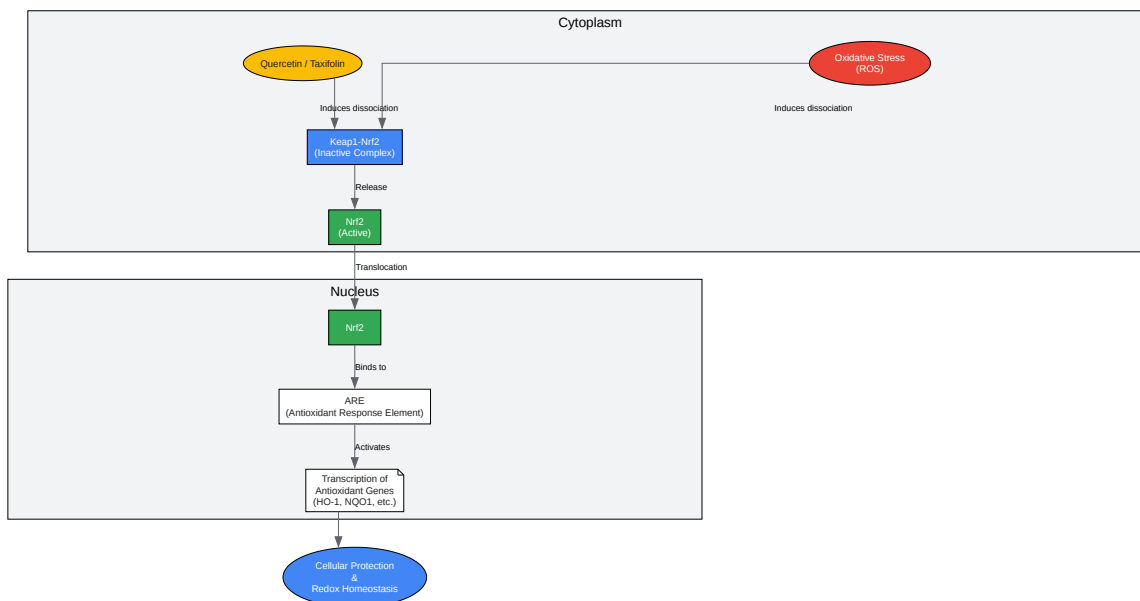 Cytoplasm
Quercetin / Taxifolin
Oxidative Stress
(ROS)
Induces dissociation
Induces dissociation
Keap1-Nrf2
(Inactive Complex)
Release
Nrf2
(Active)
Translocation
Nucleus
Nrf2
Binds to
ARE
(Antioxidant Response Element)
Activates
Transcription of
Antioxidant Genes
(HO-1, NQO1, etc.)
Cellular Protection
&
Redox Homeostasis